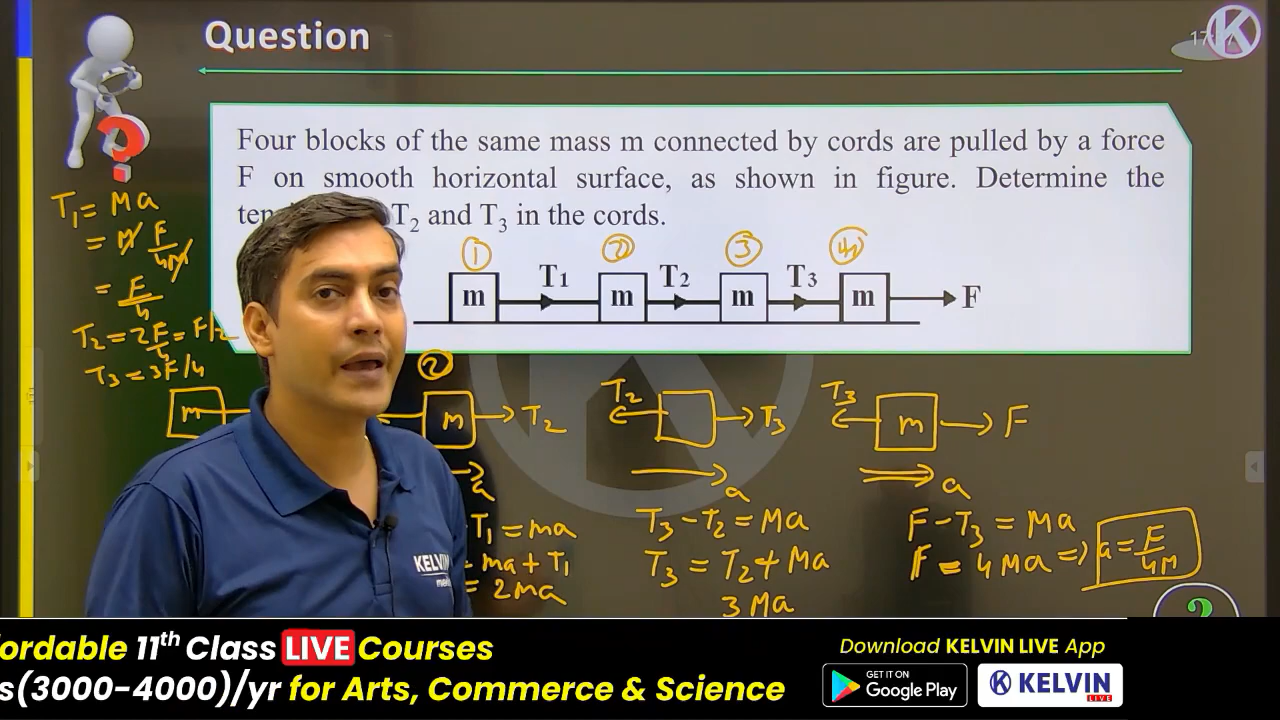 Question
17:
K
Four blocks of the same mass m connected by cords are pulled by a force
F on smooth horizontal surface, as shown in figure. Determine the
T₂ and T₃ in the cords.
① ② ③ ④
m T₁ m T₂ m T₃ m F
T₁ = Ma
= M F/4M
= F/4
T₂ = 2F/4 = F/2
T₃ = 3F/4
②
m m T₂ T₂ T₃ T₃ m F
a a a
T₁ = ma T₃ - T₂ = Ma F - T₃ = Ma
ma + T₁ T₃ = T₂ + Ma F = 4Ma => a = F/4M
= 2ma 3Ma
KELVIN
?
ordable 11th Class LIVE Courses
s(3000-4000)/yr for Arts, Commerce & Science
Download KELVIN LIVE App
GET IT ON
Google Play
K KELVIN
LIVE